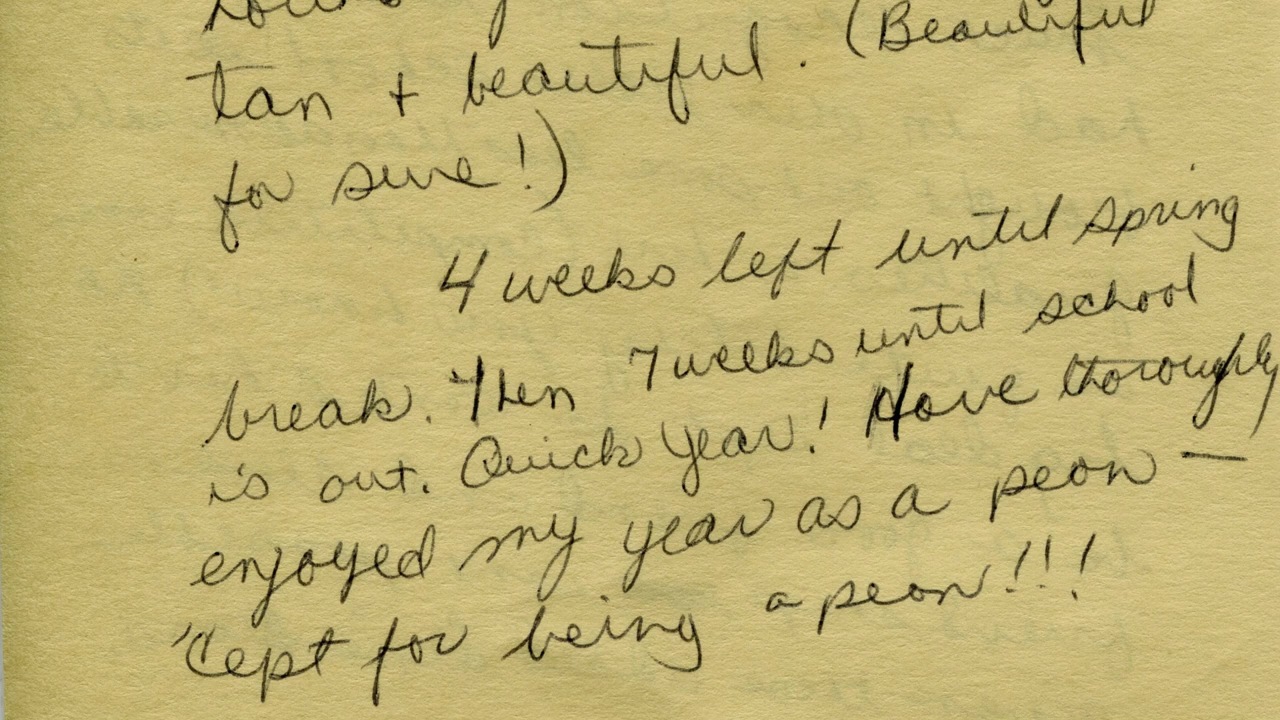 tan + beautiful. (Beautiful
for sure!)
4 weeks left until spring
break. Then 7 weeks until school
is out. Quick year! Have thoroughly
enjoyed my year as a peon —
'cept for being a peon!!!